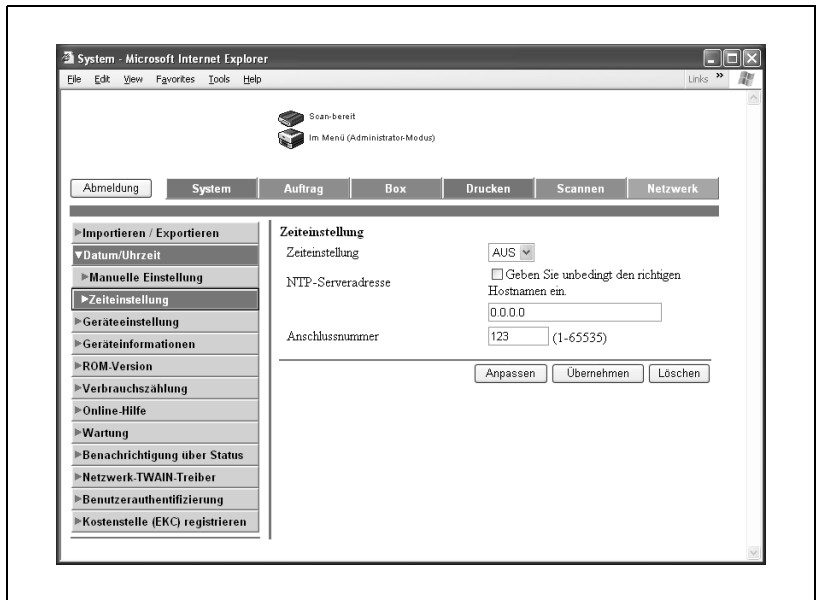 System - Microsoft Internet Explorer
File Edit View Favorites Tools Help
Links »
Scan-bereit
Im Menü (Administrator-Modus)
Abmeldung
System Auftrag Box Drucken Scannen Netzwerk
Importieren / Exportieren
Datum/Uhrzeit
Manuelle Einstellung
Zeiteinstellung
Geräteeinstellung
Geräteinformationen
ROM-Version
Verbrauchszählung
Online-Hilfe
Wartung
Benachrichtigung über Status
Netzwerk-TWAIN-Treiber
Benutzerauthentifizierung
Kostenstelle (EKC) registrieren
Zeiteinstellung
Zeiteinstellung AUS
NTP-Serveradresse
Geben Sie unbedingt den richtigen
Hostnamen ein.
0.0.0.0
Anschlussnummer 123 (1-65535)
Anpassen Übernehmen Löschen